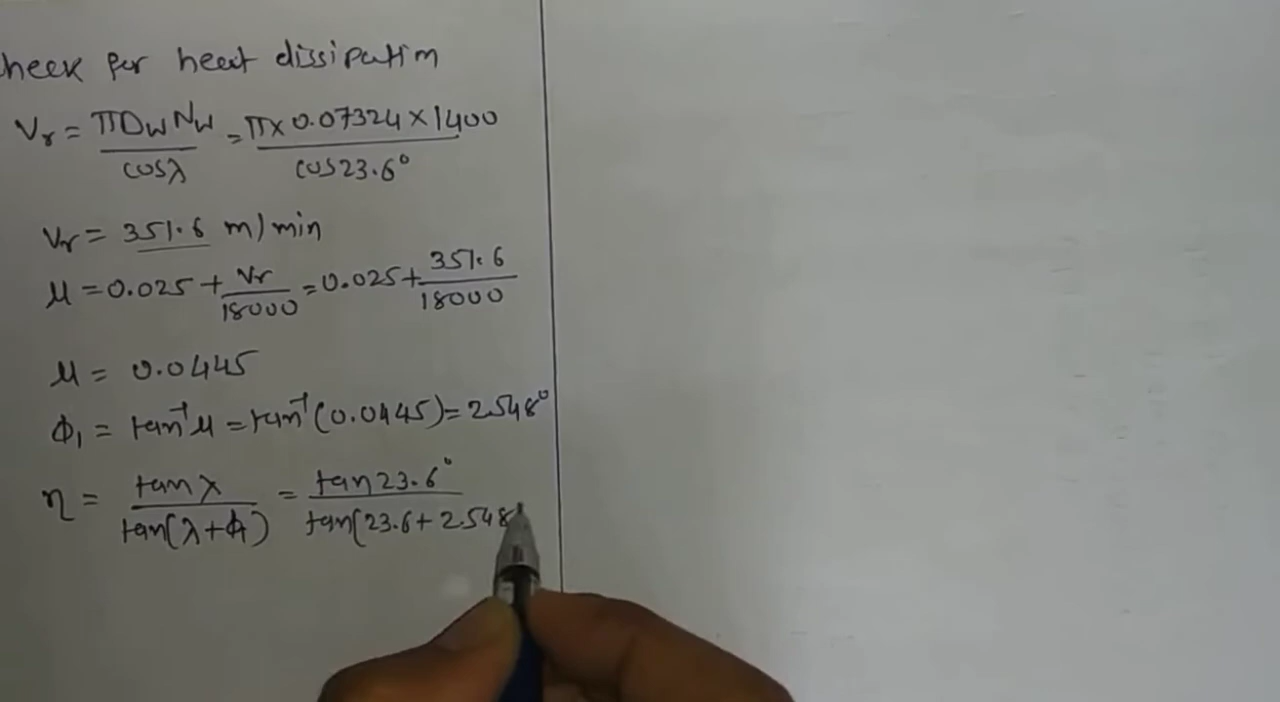 heck for heat dissipation
Vr = πDwNw/cosλ = π×0.07324×1400/cos23.6°
Vr = 351.6 m/min
μ = 0.025 + Vr/18000 = 0.025 + 351.6/18000
μ = 0.0445
Φ1 = tan⁻¹μ = tan⁻¹(0.0445) = 2.548°
η = tanλ/tan(λ+Φ1) = tan23.6°/tan(23.6+2.548